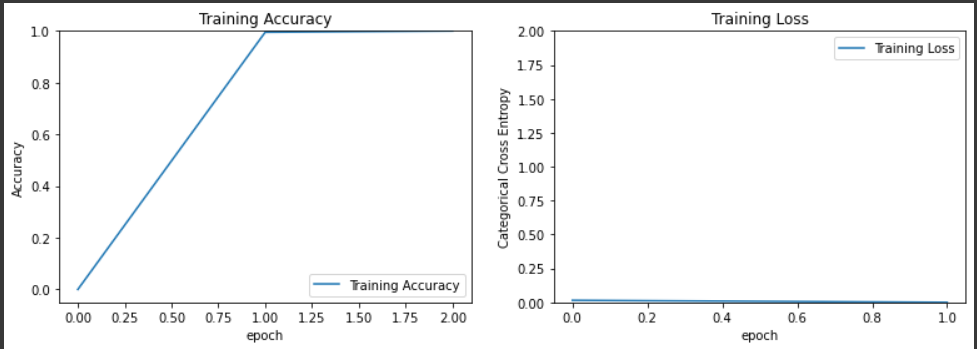 Training Accuracy
1.0
0.8
0.6
0.4
0.2
0.0
Accuracy
Training Accuracy
0.00 0.25 0.50 0.75 1.00 1.25 1.50 1.75 2.00
epoch
Training Loss
2.00
1.75
1.50
1.25
1.00
0.75
0.50
0.25
0.00
Categorical Cross Entropy
Training Loss
0.0 0.2 0.4 0.6 0.8 1.0
epoch